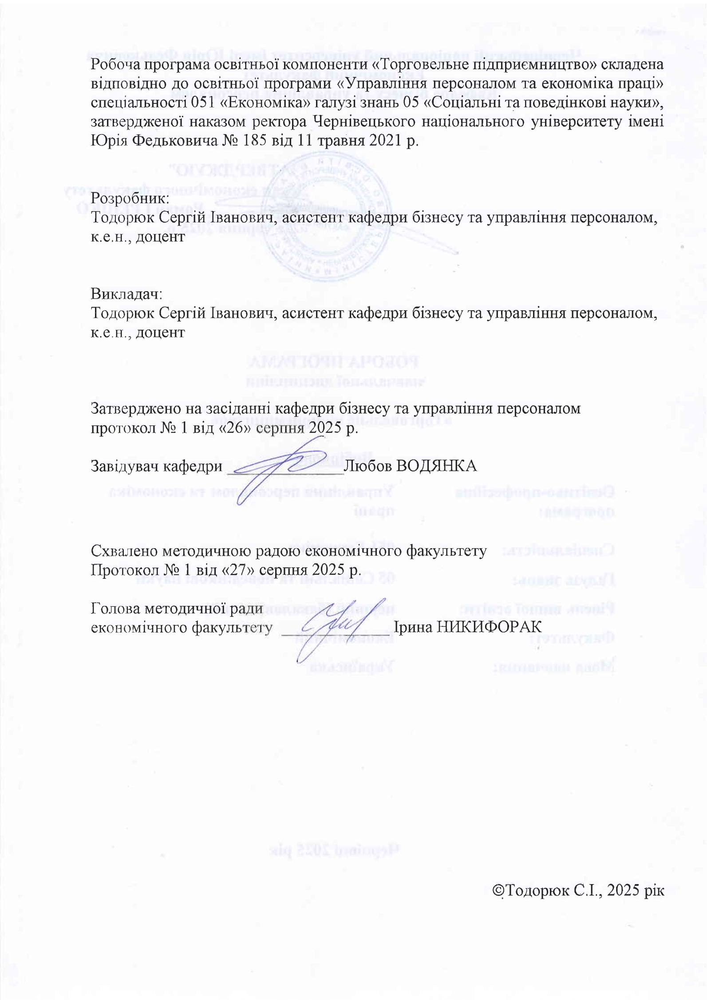 Робоча програма освітньої компоненти «Торговельне підприємництво» складена
відповідно до освітньої програми «Управління персоналом та економіка праці»
спеціальності 051 «Економіка» галузі знань 05 «Соціальні та поведінкові науки»,
затвердженої наказом ректора Чернівецького національного університету імені
Юрія Федьковича № 185 від 11 травня 2021 р.
Розробник:
Тодорюк Сергій Іванович, асистент кафедри бізнесу та управління персоналом,
к.е.н., доцент
Викладач:
Тодорюк Сергій Іванович, асистент кафедри бізнесу та управління персоналом,
к.е.н., доцент
Затверджено на засіданні кафедри бізнесу та управління персоналом
протокол № 1 від «26» серпня 2025 р.
Завідувач кафедри ______________Любов ВОДЯНКА
Схвалено методичною радою економічного факультету
Протокол № 1 від «27» серпня 2025 р.
Голова методичної ради
економічного факультету _____________ Ірина НИКИФОРАК
©Тодорюк С.І., 2025 рік